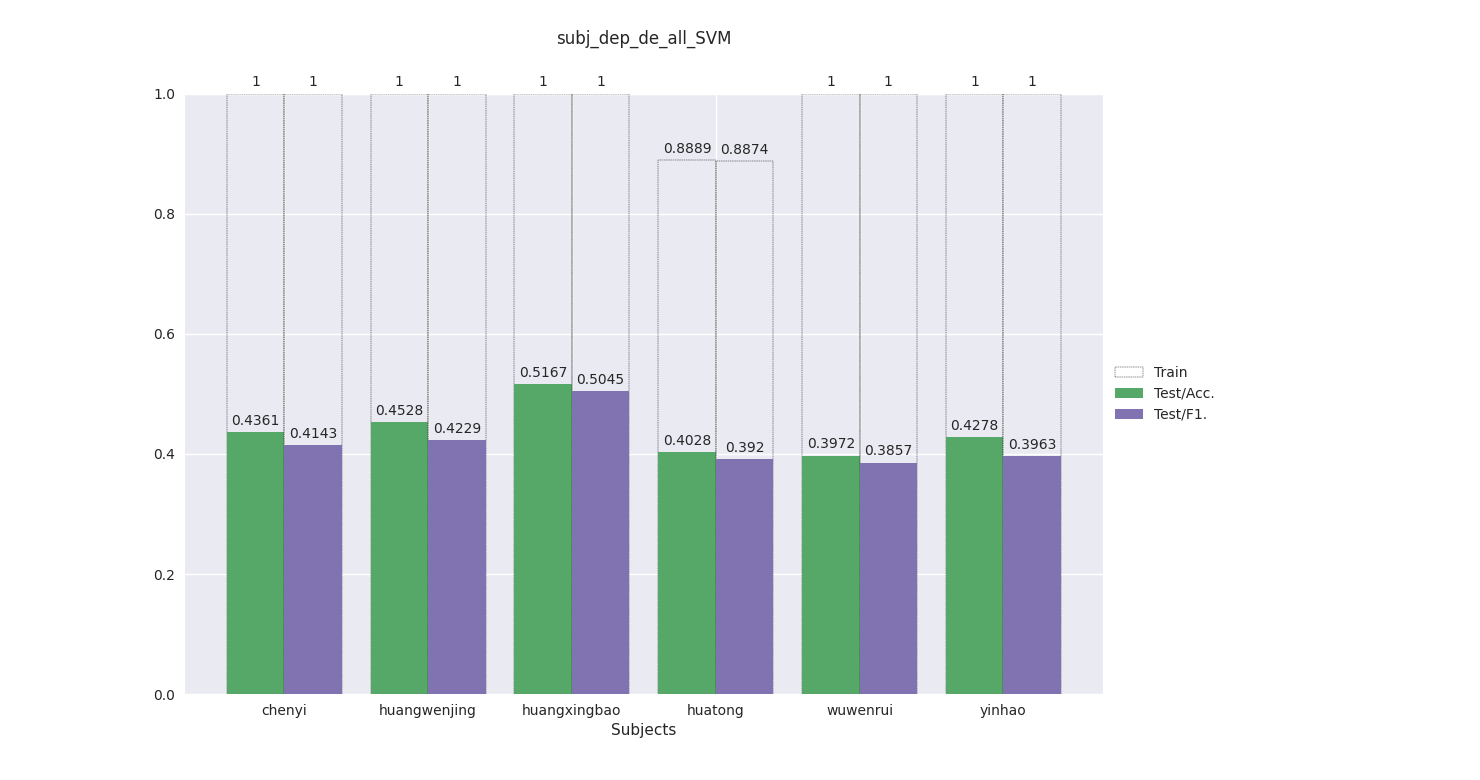 subj_dep_de_all_SVM
1 1 1 1 1 1 1 1 1 1
1.0
0.8889 0.8874
0.8
0.6
0.5167 0.5045
0.4361 0.4143 0.4528 0.4229 0.4028 0.392 0.3972 0.3857 0.4278 0.3963
0.4
0.2
0.0
chenyi huangwenjing huangxingbao huatong wuwenrui yinhao
Subjects
Train
Test/Acc.
Test/F1.